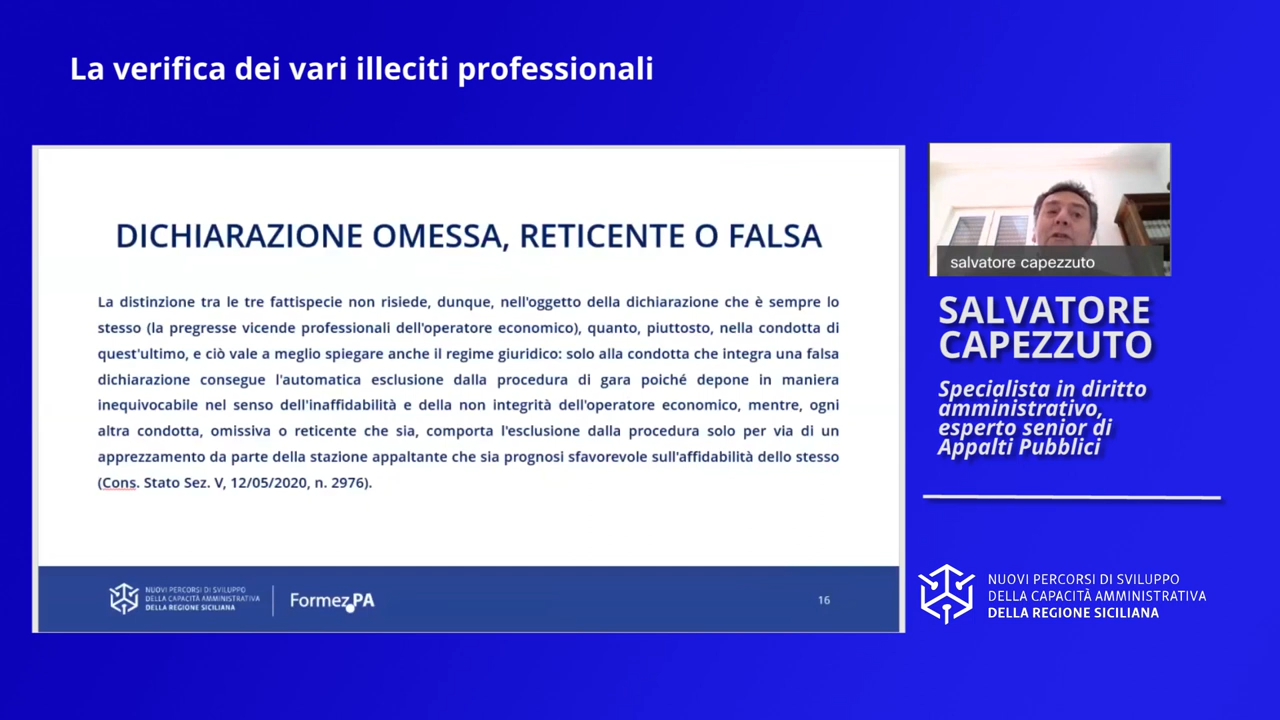 La verifica dei vari illeciti professionali
DICHIARAZIONE OMESSA, RETICENTE O FALSA
La distinzione tra le tre fattispecie non risiede, dunque, nell'oggetto della dichiarazione che è sempre lo
stesso (la pregresse vicende professionali dell'operatore economico), quanto, piuttosto, nella condotta di
quest'ultimo, e ciò vale a meglio spiegare anche il regime giuridico: solo alla condotta che integra una falsa
dichiarazione consegue l'automatica esclusione dalla procedura di gara poiché depone in maniera
inequivocabile nel senso dell'inaffidabilità e della non integrità dell'operatore economico, mentre, ogni
altra condotta, omissiva o reticente che sia, comporta l'esclusione dalla procedura solo per via di un
apprezzamento da parte della stazione appaltante che sia prognosi sfavorevole sull'affidabilità dello stesso
(Cons. Stato Sez. V, 12/05/2020, n. 2976).
NUOVI PERCORSI DI SVILUPPO
DELLA CAPACITÀ AMMINISTRATIVA
DELLA REGIONE SICILIANA
Formez PA
16
salvatore capezzuto
SALVATORE
CAPEZZUTO
Specialista in diritto
amministrativo,
esperto senior di
Appalti Pubblici
NUOVI PERCORSI DI SVILUPPO
DELLA CAPACITÀ AMMINISTRATIVA
DELLA REGIONE SICILIANA